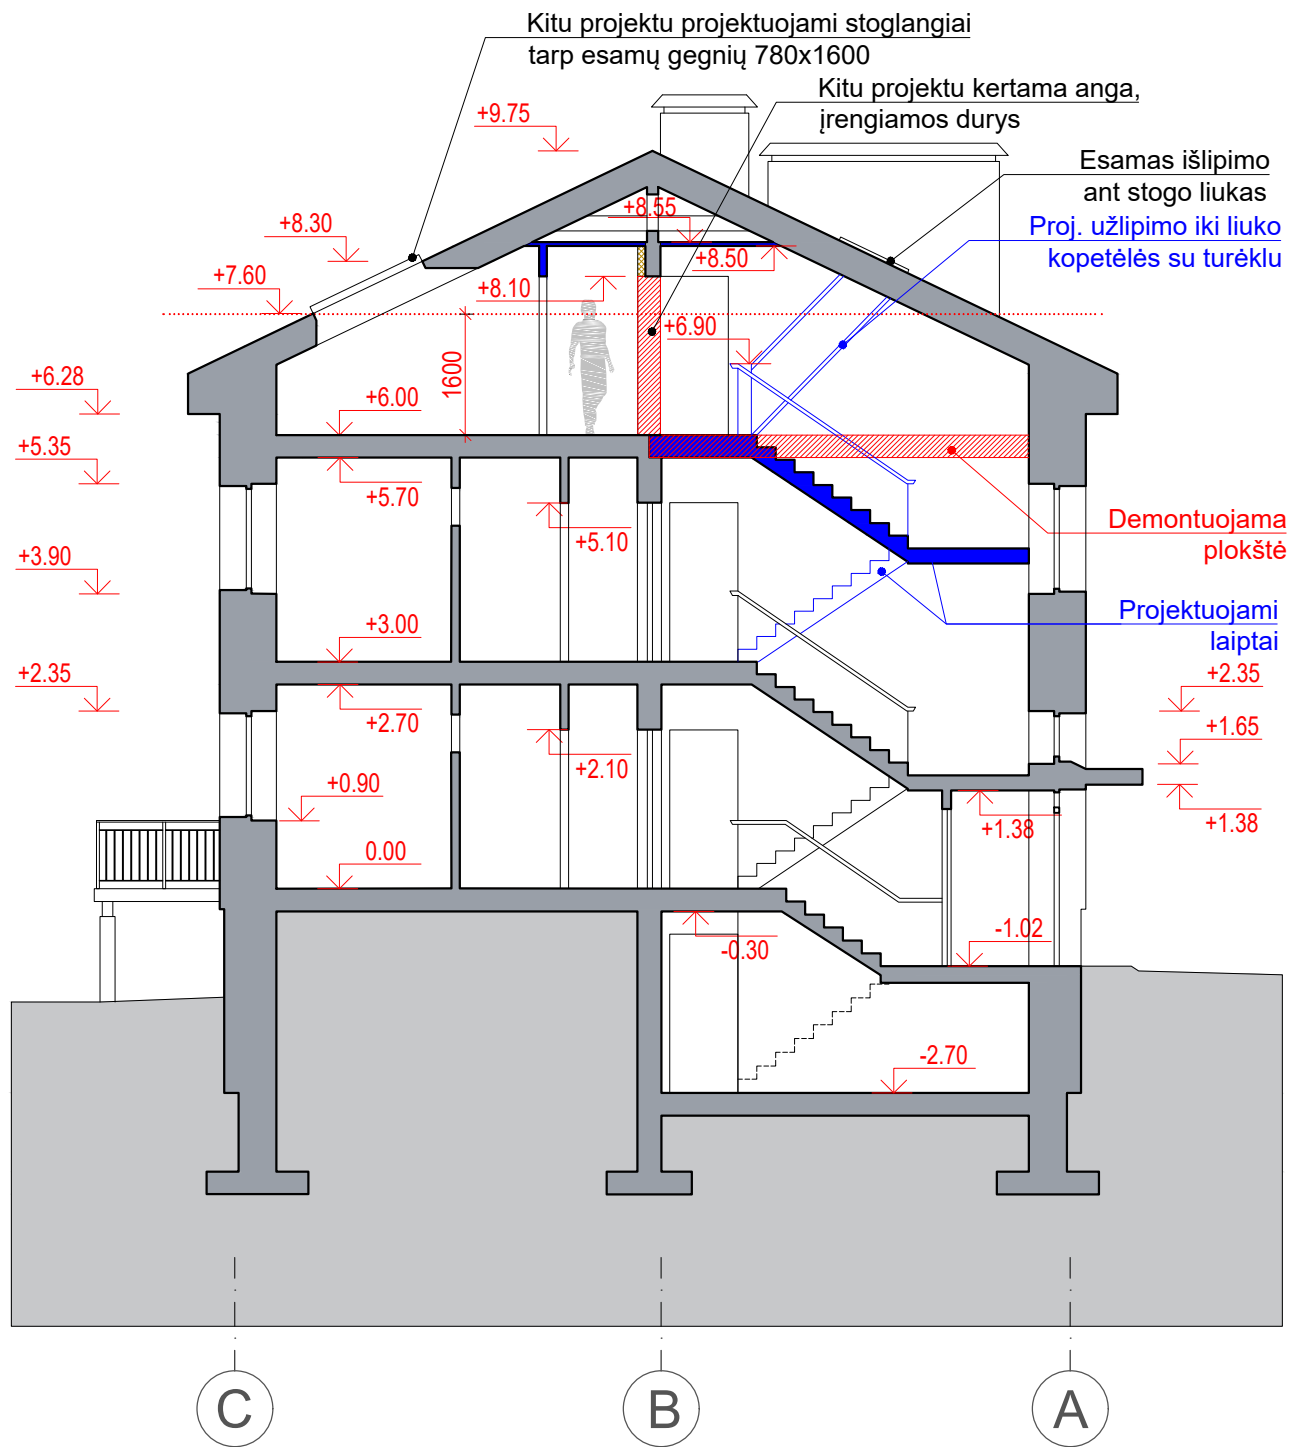 Kitu projektu projektuojami stoglangiai
tarp esamų gegnių 780x1600
Kitu projektu kertama anga,
įrengiamos durys
+9.75
Esamas išlipimo
ant stogo liukas
+8.55
+8.30
Proj. užlipimo iki liuko
kopetėlės su turėklu
+8.50
+7.60
+8.10
+6.90
1600
+6.28
+6.00
+5.35
+5.70
+5.10
Demontuojama
plokštė
+3.90
Projektuojami
laiptai
+3.00
+2.35
+2.35
+2.70
+1.65
+2.10
+0.90
+1.38
+1.38
0.00
-1.02
-0.30
-2.70
C
B
A